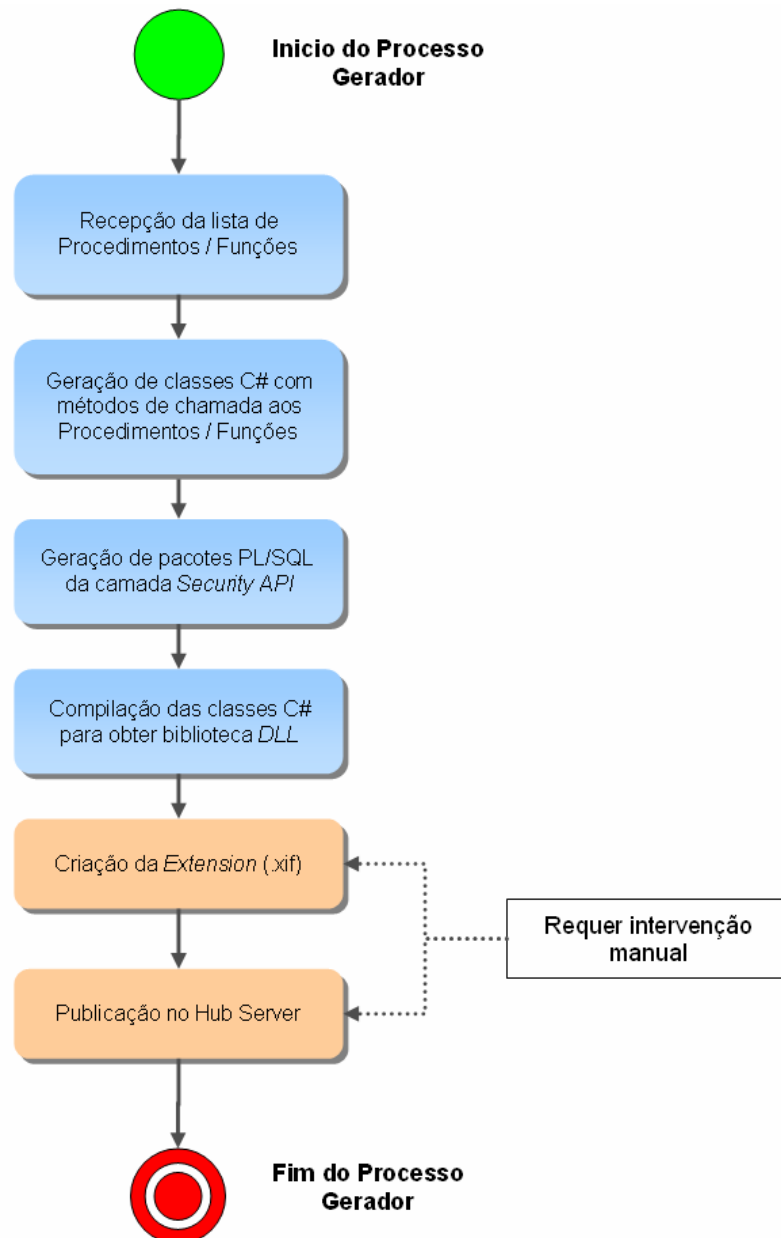 Inicio do Processo
Gerador
Recepção da lista de
Procedimentos / Funções
Geração de classes C# com
métodos de chamada aos
Procedimentos / Funções
Geração de pacotes PL/SQL
da camada Security API
Compilação das classes C#
para obter biblioteca DLL
Criação da Extension (.xif)
Requer intervenção
manual
Publicação no Hub Server
Fim do Processo
Gerador